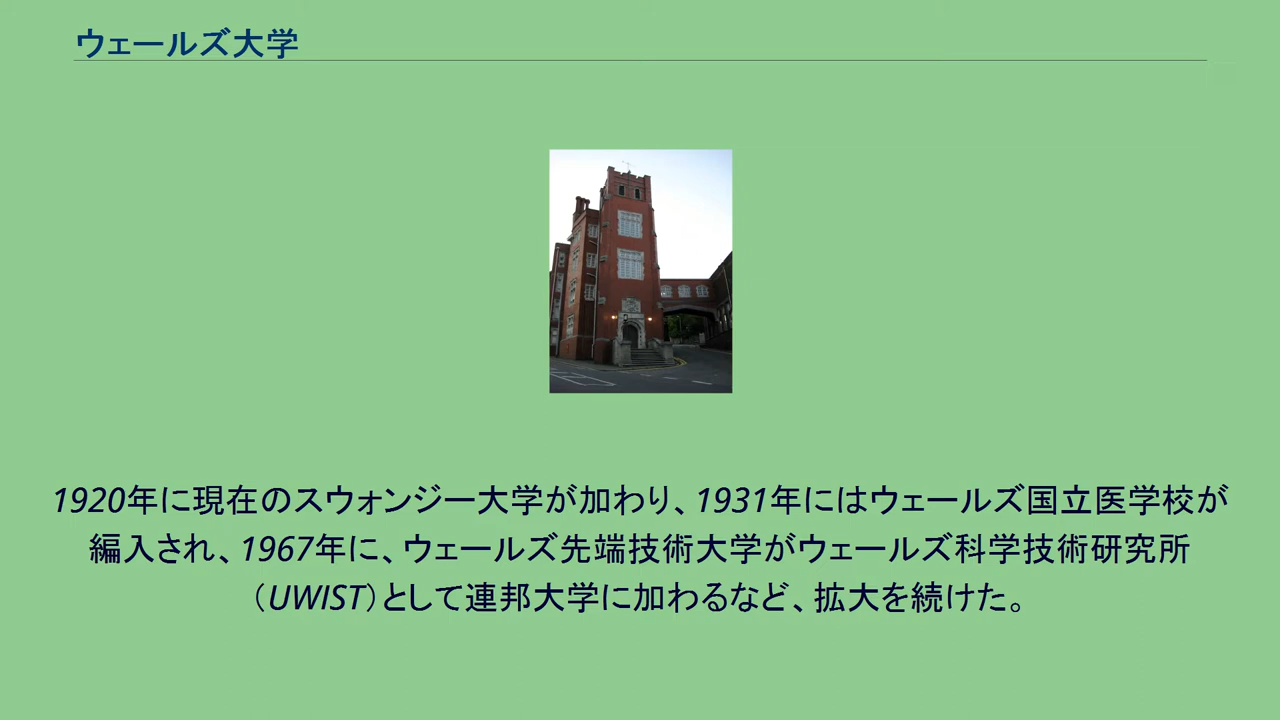 ウェールズ大学
1920年に現在のスウォンジー大学が加わり、1931年にはウェールズ国立医学校が
編入され、1967年に、ウェールズ先端技術大学がウェールズ科学技術研究所
（UWIST）として連邦大学に加わるなど、拡大を続けた。